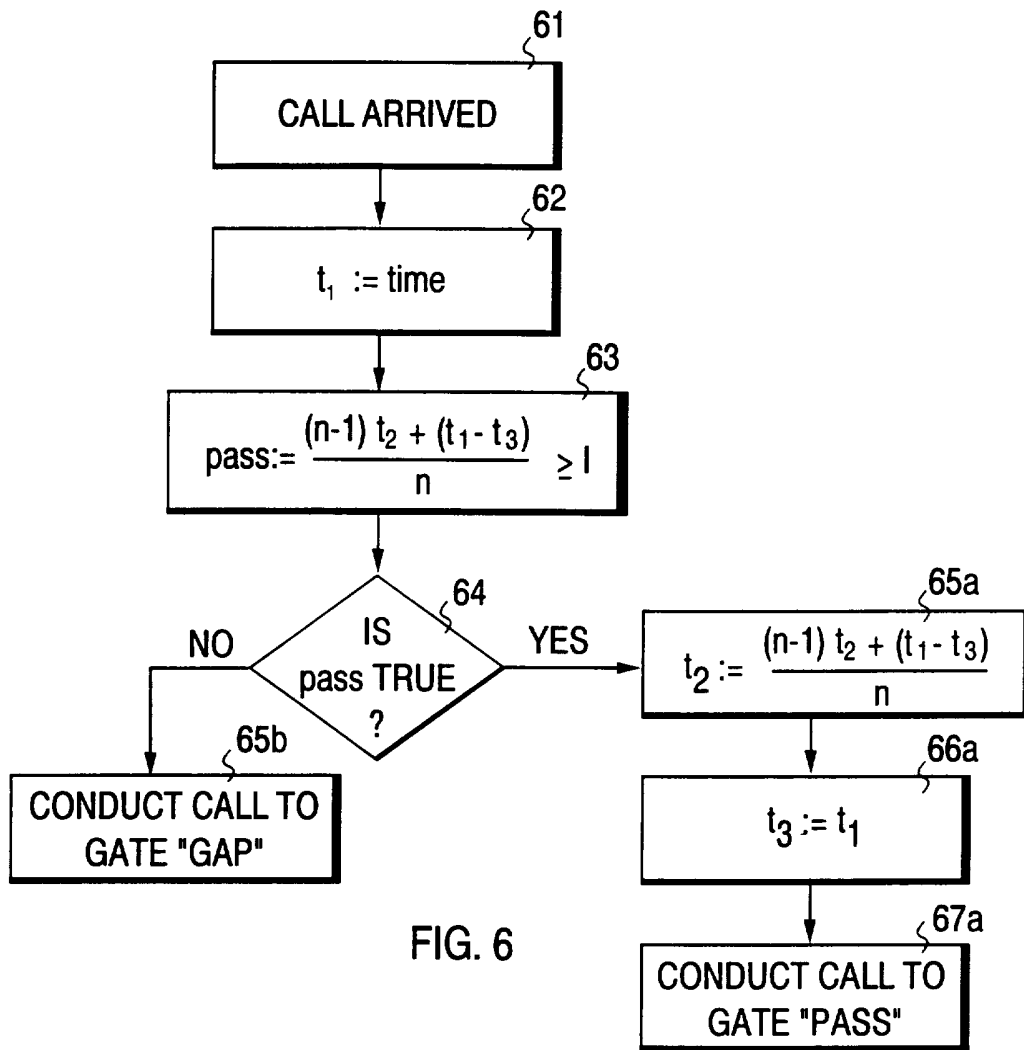 61
CALL ARRIVED
62
t₁ := time
63
pass:= (n-1) t₂ + (t₁- t₃) / n ≥ I
64
IS
pass TRUE
?
NO
YES
65b
CONDUCT CALL TO
GATE "GAP"
65a
t₂ := (n-1) t₂ + (t₁- t₃) / n
66a
t₃ := t₁
67a
CONDUCT CALL TO
GATE "PASS"
FIG. 6